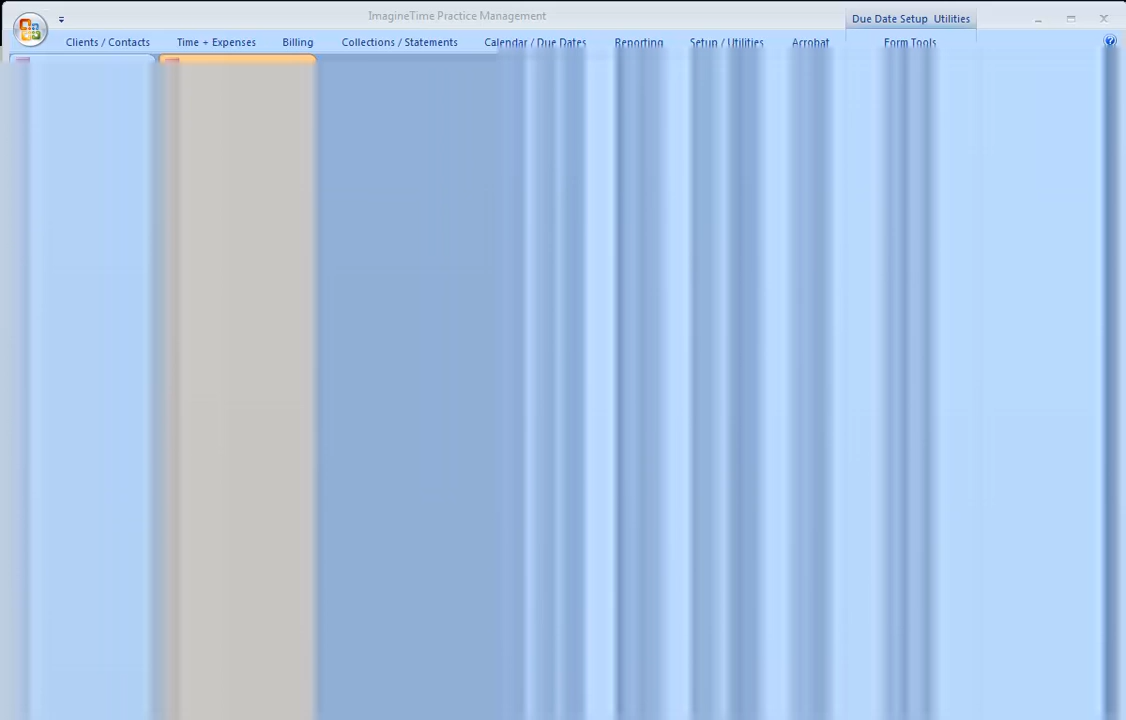 ImagineTime Practice Management
Due Date Setup Utilities
Clients / Contacts Time + Expenses Billing Collections / Statements Calendar / Due Dates Reporting Setup / Utilities Acrobat Form Tools